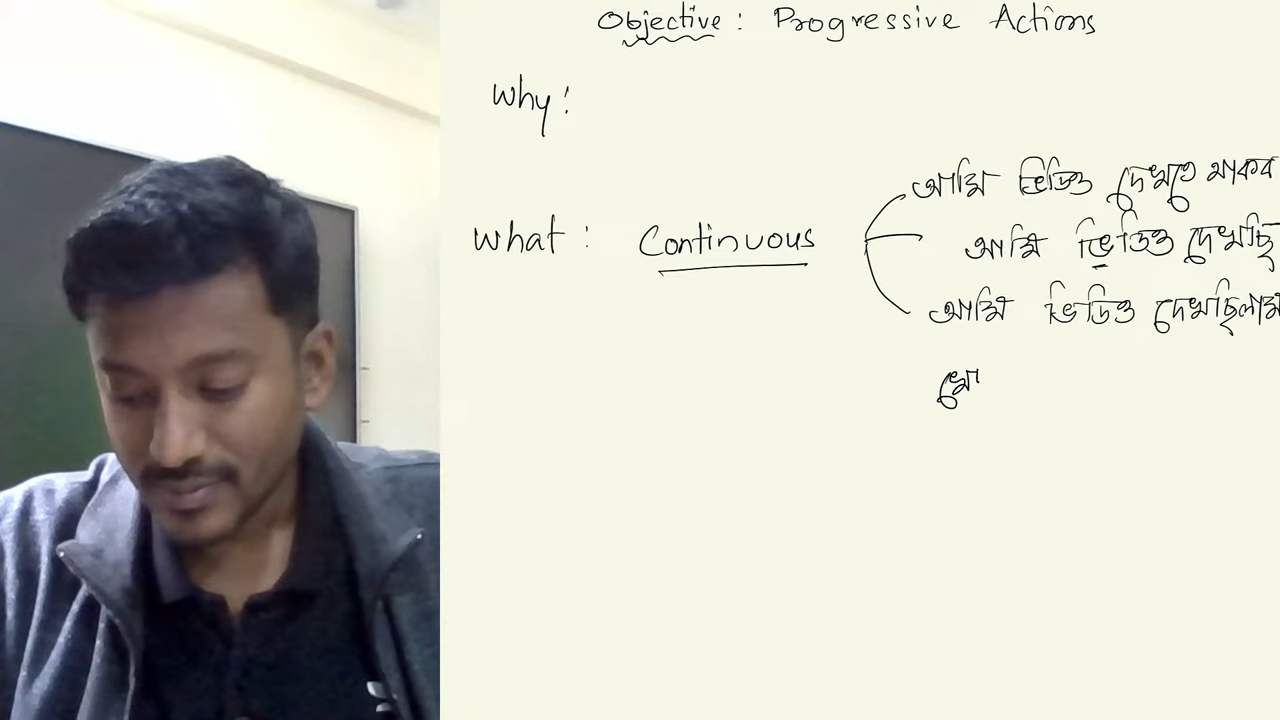 Objective : Progressive Actions
Why :
আমি ভিডিও দেখতে থাকব
What : Continuous
আমি ভিডিও দেখছি
আমি ভিডিও দেখছিলাম
খে